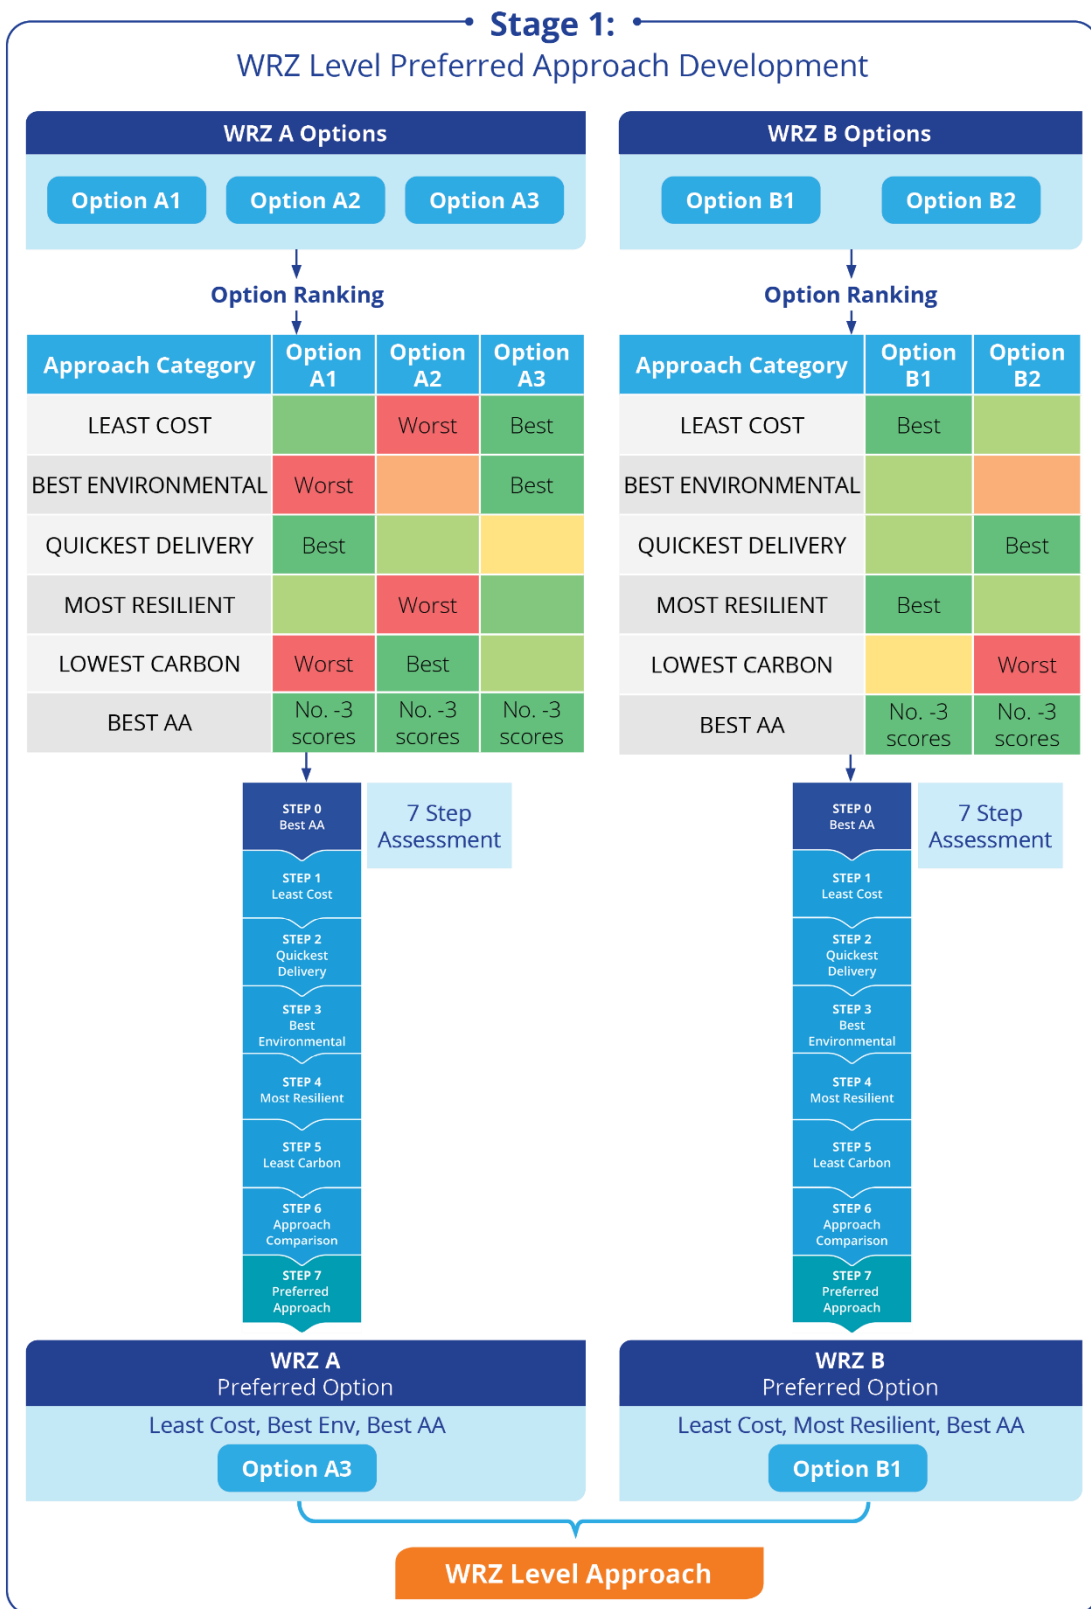 Stage 1:
WRZ Level Preferred Approach Development
WRZ A Options
Option A1
Option A2
Option A3
Option Ranking
Approach Category
Option
A1
Option
A2
Option
A3
LEAST COST
Worst
Best
BEST ENVIRONMENTAL
Worst
Best
QUICKEST DELIVERY
Best
MOST RESILIENT
Worst
LOWEST CARBON
Worst
Best
BEST AA
No. -3
scores
No. -3
scores
No. -3
scores
STEP 0
Best AA
7 Step
Assessment
STEP 1
Least Cost
STEP 2
Quickest
Delivery
STEP 3
Best
Environmental
STEP 4
Most Resilient
STEP 5
Least Carbon
STEP 6
Approach
Comparison
STEP 7
Preferred
Approach
WRZ A
Preferred Option
Least Cost, Best Env, Best AA
Option A3
WRZ B Options
Option B1
Option B2
Option Ranking
Approach Category
Option
B1
Option
B2
LEAST COST
Best
BEST ENVIRONMENTAL
QUICKEST DELIVERY
Best
MOST RESILIENT
Best
LOWEST CARBON
Worst
BEST AA
No. -3
scores
No. -3
scores
STEP 0
Best AA
7 Step
Assessment
STEP 1
Least Cost
STEP 2
Quickest
Delivery
STEP 3
Best
Environmental
STEP 4
Most Resilient
STEP 5
Least Carbon
STEP 6
Approach
Comparison
STEP 7
Preferred
Approach
WRZ B
Preferred Option
Least Cost, Most Resilient, Best AA
Option B1
WRZ Level Approach